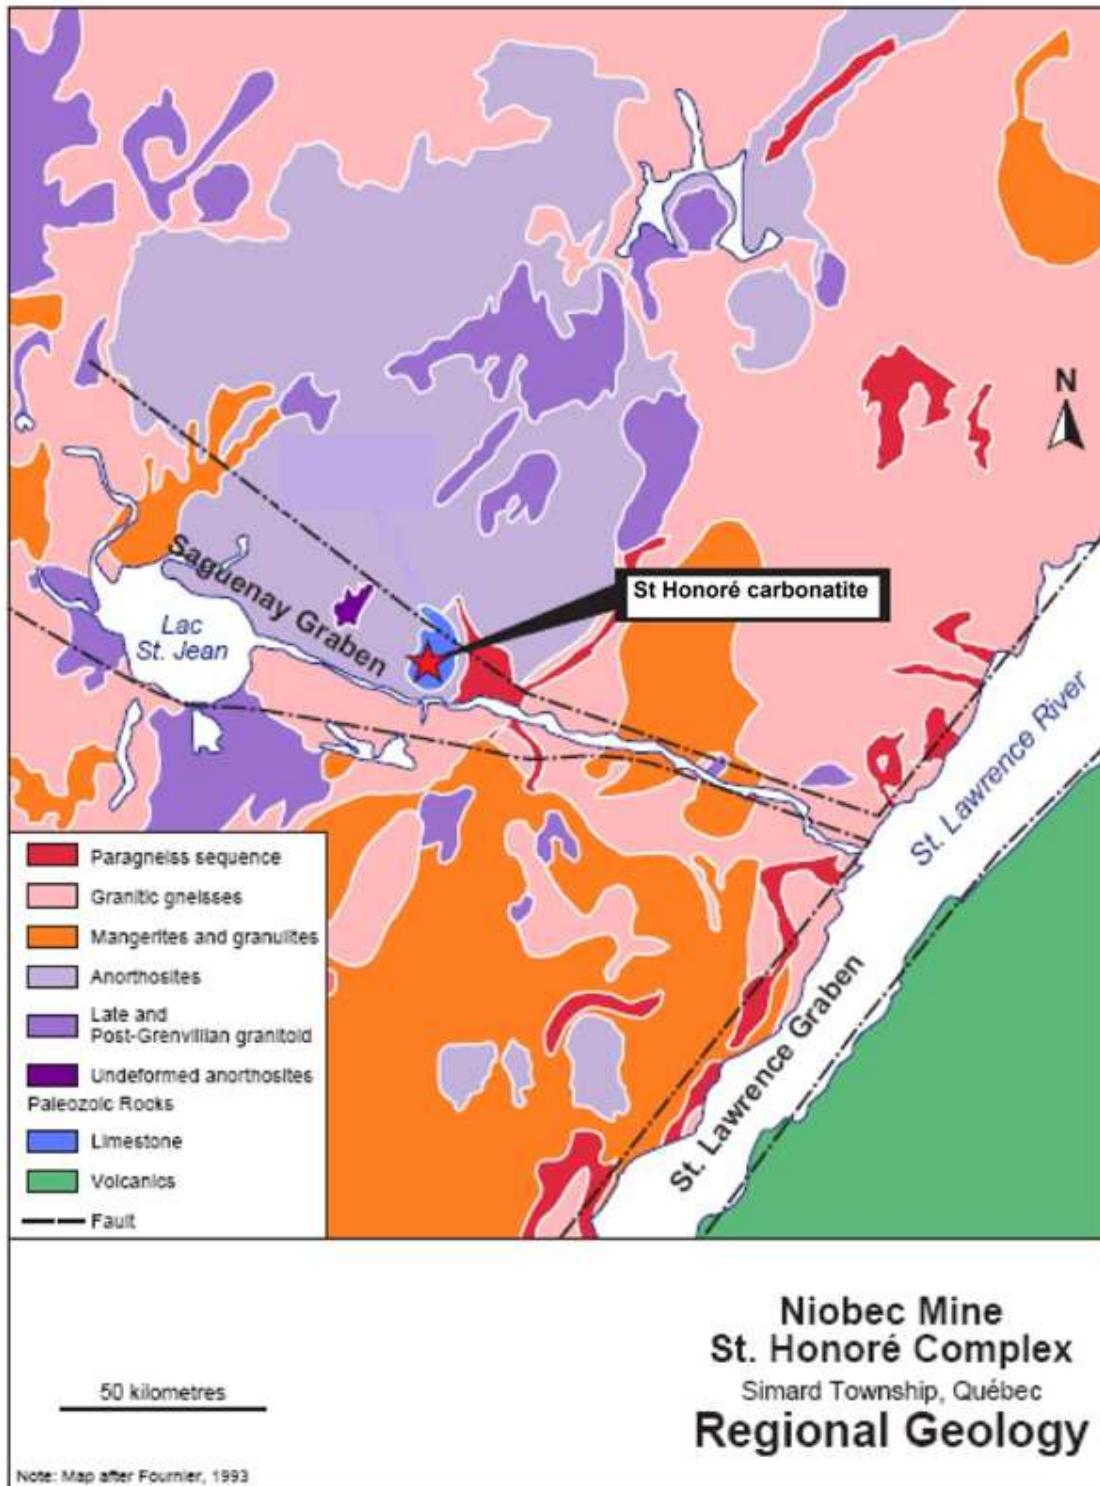 N
St Honoré carbonatite
Saguenay Graben
Lac
St. Jean
St. Lawrence River
St. Lawrence Graben
Paragneiss sequence
Granitic gneisses
Mangerites and granulites
Anorthosites
Late and
Post-Grenvillian granitoid
Undeformed anorthosites
Paleozoic Rocks
Limestone
Volcanics
Fault
50 kilometres
Niobec Mine
St. Honoré Complex
Simard Township, Québec
Regional Geology
Note: Map after Fournier, 1993